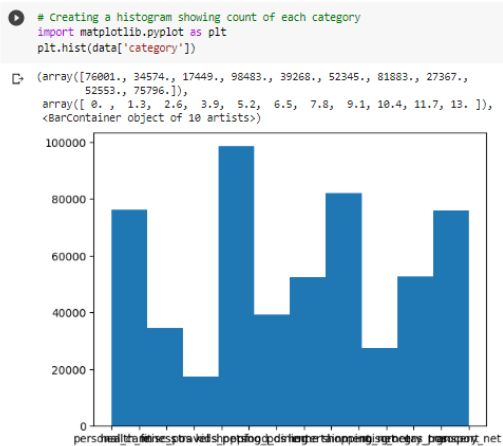 # Creating a histogram showing count of each category
import matplotlib.pyplot as plt
plt.hist(data['category'])
(array([76001., 34574., 17449., 98483., 39268., 52345., 81883., 27367.,
52553., 75796.]),
array([ 0. , 1.3, 2.6, 3.9, 5.2, 6.5, 7.8, 9.1, 10.4, 11.7, 13. ]),
<BarContainer object of 10 artists>)
100000
80000
60000
40000
20000
0